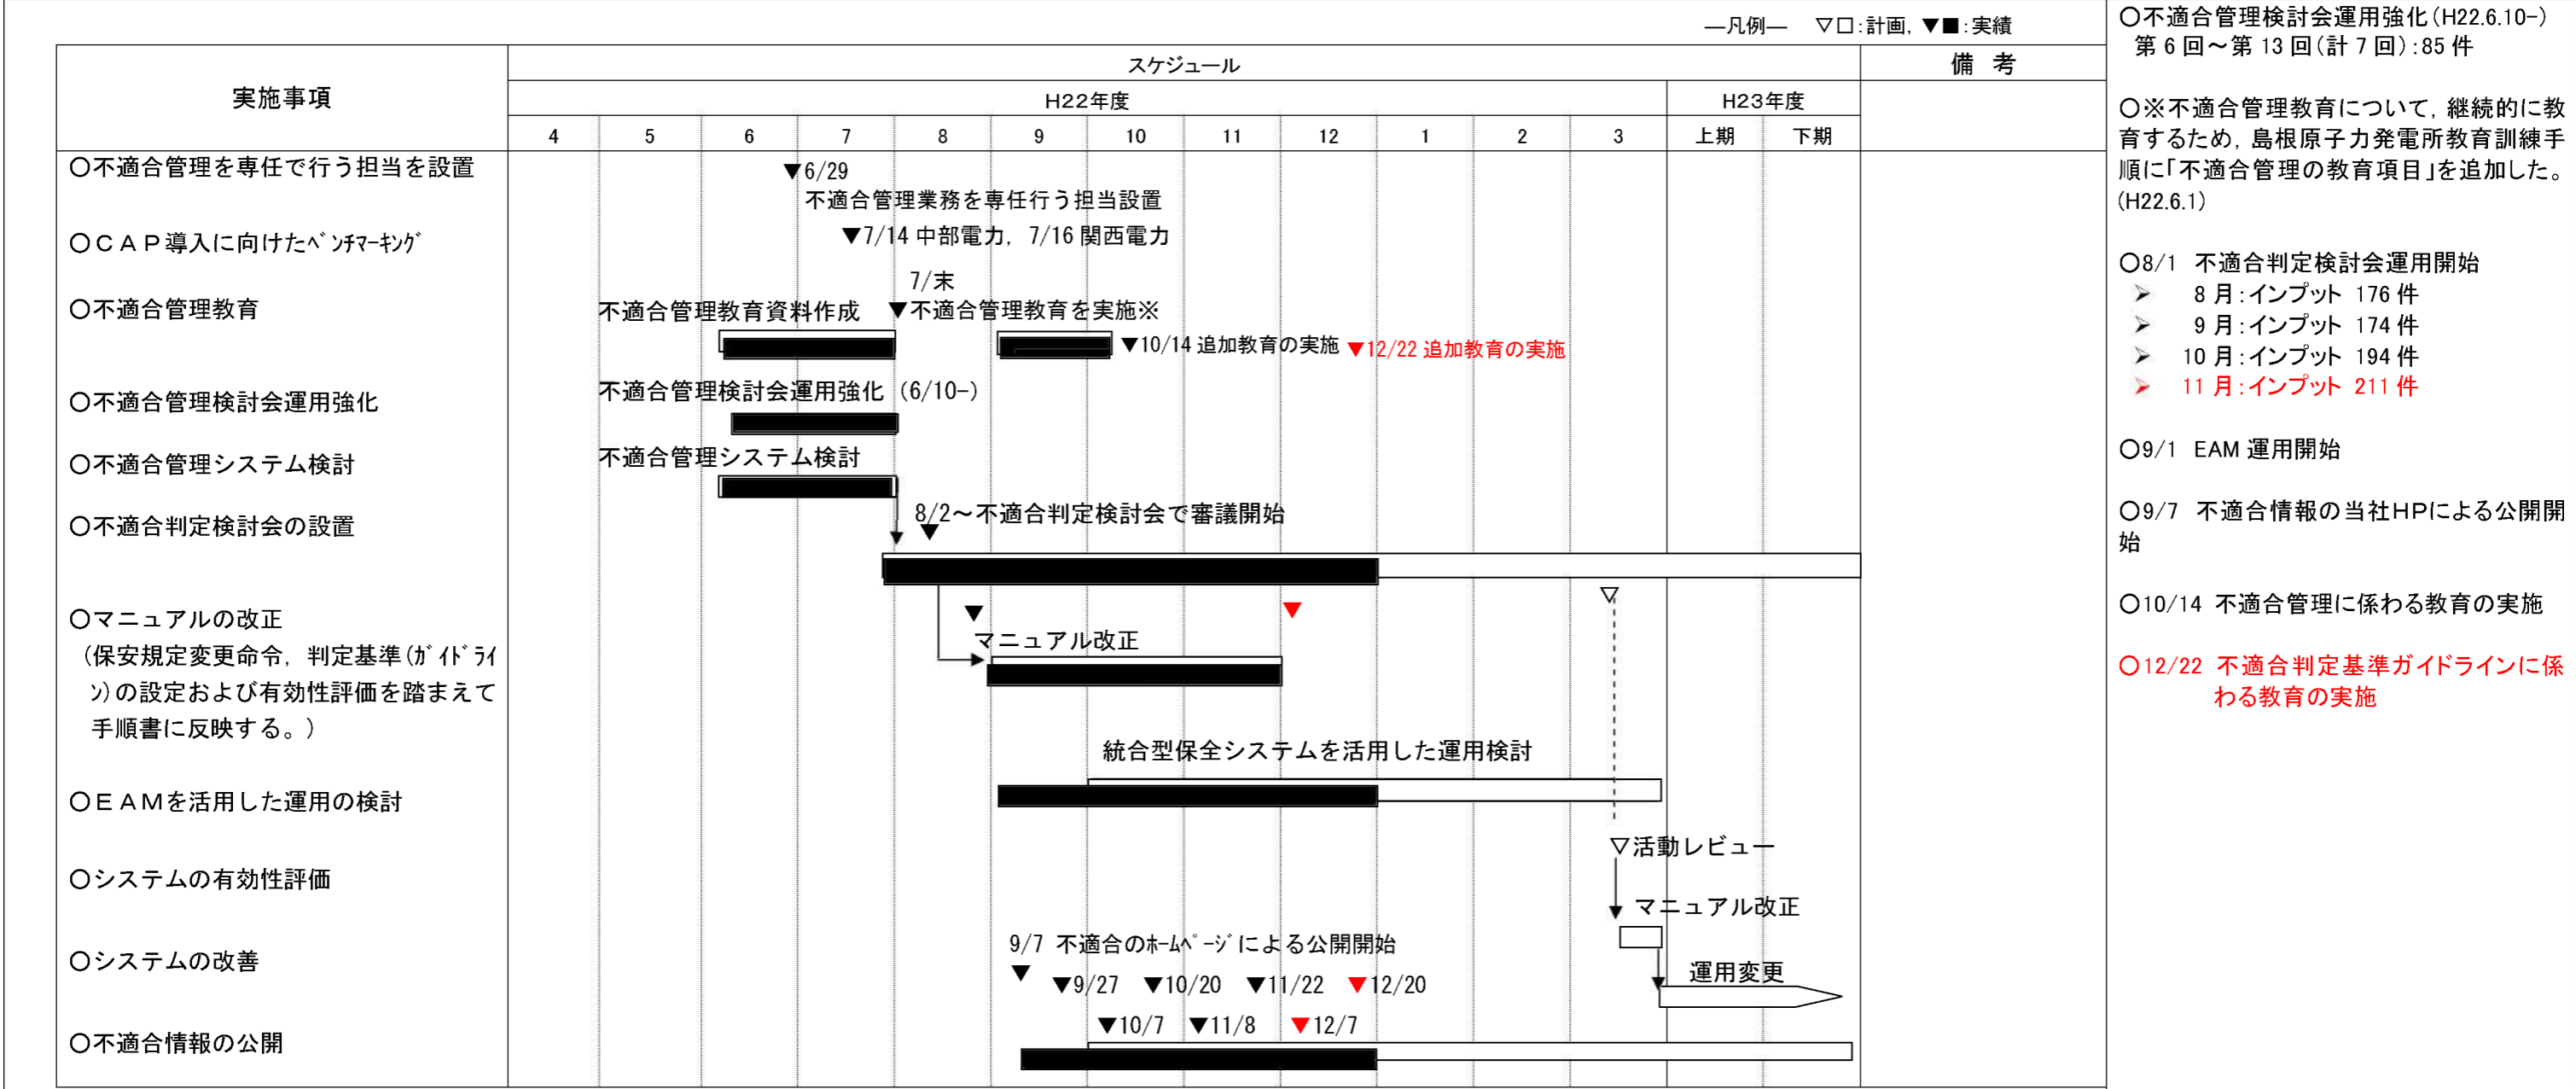 ―凡例― ▽□:計画, ▼■:実績
実施事項
スケジュール
備 考
H22年度
H23年度
4 5 6 7 8 9 10 11 12 1 2 3 上期 下期
○不適合管理を専任で行う担当を設置
▼6/29
不適合管理業務を専任行う担当設置
○CAP導入に向けたベンチマーキング
▼7/14 中部電力, 7/16 関西電力
7/末
○不適合管理教育
不適合管理教育資料作成
▼不適合管理教育を実施※
▼10/14 追加教育の実施
▼12/22 追加教育の実施
○不適合管理検討会運用強化
不適合管理検討会運用強化 (6/10-)
○不適合管理システム検討
不適合管理システム検討
○不適合判定検討会の設置
8/2～不適合判定検討会で審議開始
▼
▽
○マニュアルの改正
(保安規定変更命令, 判定基準(ガイドライ
ン)の設定および有効性評価を踏まえて
手順書に反映する。)
▼ ▼
マニュアル改正
統合型保全システムを活用した運用検討
○EAMを活用した運用の検討
▽活動レビュー
○システムの有効性評価
マニュアル改正
○システムの改善
運用変更
9/7 不適合のホームページによる公開開始
▼
▼9/27 ▼10/20 ▼11/22 ▼12/20
▼10/7 ▼11/8 ▼12/7
○不適合情報の公開
○不適合管理検討会運用強化(H22.6.10-)
第6回～第13回(計7回):85件
○※不適合管理教育について, 継続的に教
育するため, 島根原子力発電所教育訓練手
順に「不適合管理の教育項目」を追加した。
(H22.6.1)
○8/1 不適合判定検討会運用開始
➢ 8月:インプット 176件
➢ 9月:インプット 174件
➢ 10月:インプット 194件
➢ 11月:インプット 211件
○9/1 EAM 運用開始
○9/7 不適合情報の当社HPによる公開開
始
○10/14 不適合管理に係わる教育の実施
○12/22 不適合判定基準ガイドラインに係
わる教育の実施